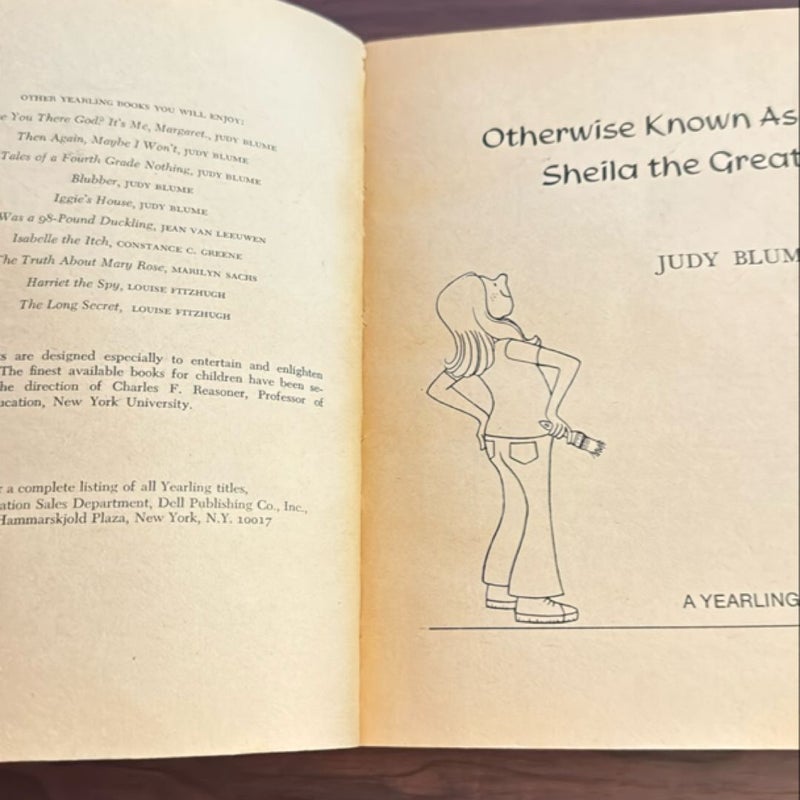 OTHER YEARLING BOOKS YOU WILL ENJOY:
You There God? It's Me, Margaret., JUDY BLUME
Then Again, Maybe I Won't, JUDY BLUME
Tales of a Fourth Grade Nothing, JUDY BLUME
Blubber, JUDY BLUME
Iggie's House, JUDY BLUME
Was a 98-Pound Duckling, JEAN VAN LEEUWEN
Isabelle the Itch, CONSTANCE C. GREENE
The Truth About Mary Rose, MARILYN SACHS
Harriet the Spy, LOUISE FITZHUGH
The Long Secret, LOUISE FITZHUGH
are designed especially to entertain and enlighten
The finest available books for children have been se-
he direction of Charles F. Reasoner, Professor of
ucation, New York University.
a complete listing of all Yearling titles,
ation Sales Department, Dell Publishing Co., Inc.,
Hammarskjold Plaza, New York, N.Y. 10017
Otherwise Known As
Sheila the Great
JUDY BLUM
A YEARLING